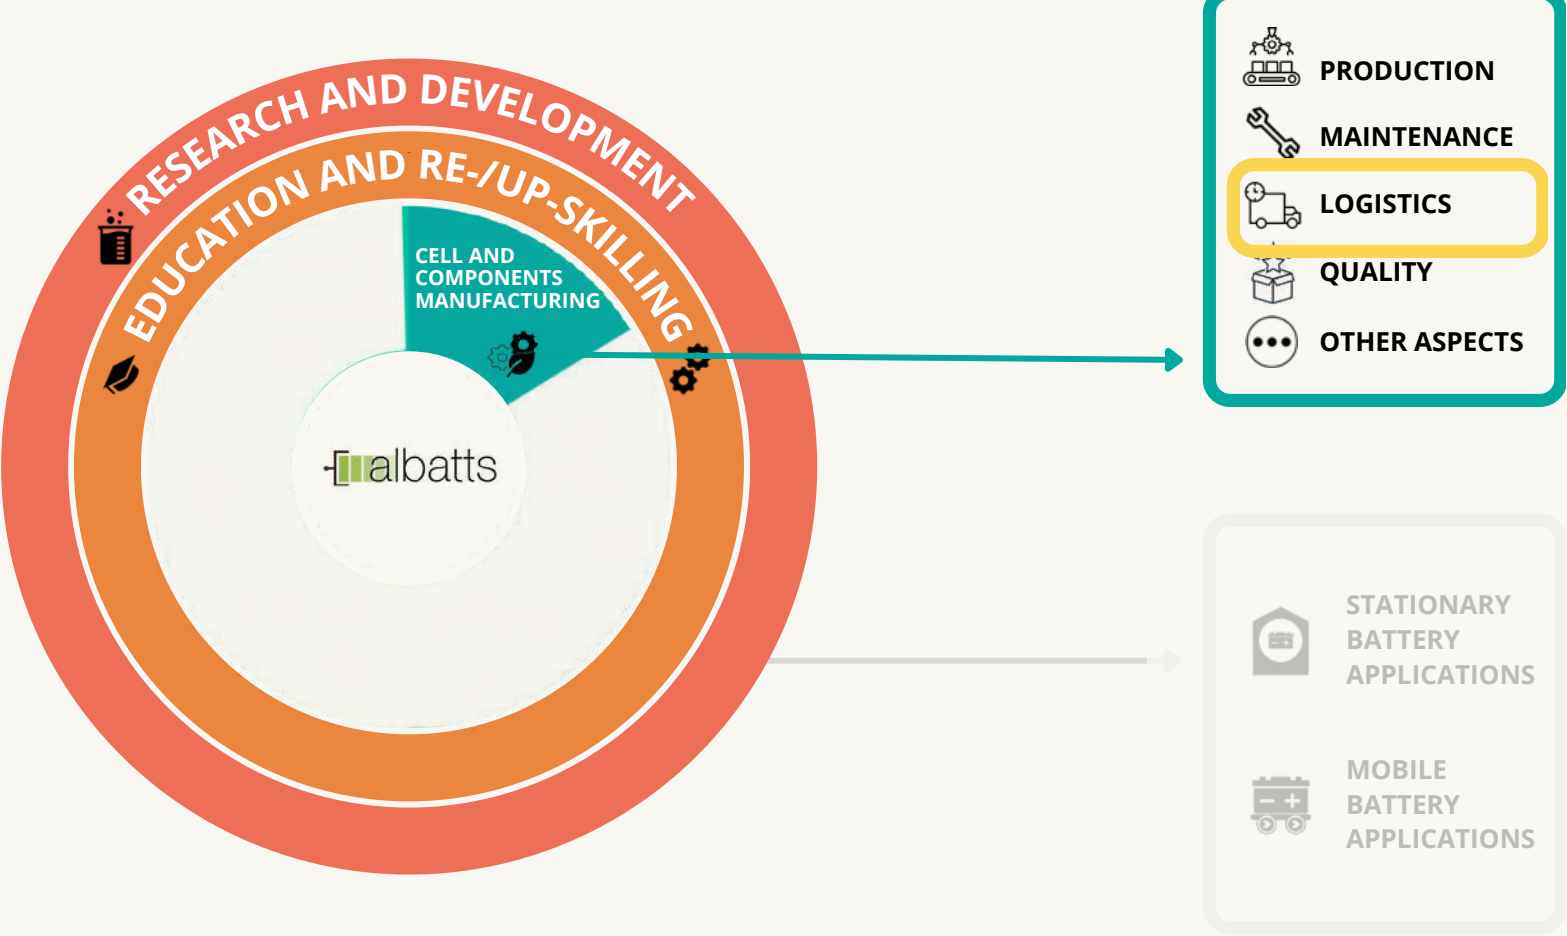 RESEARCH AND DEVELOPMENT
EDUCATION AND RE-/UP-SKILLING
CELL AND
COMPONENTS
MANUFACTURING
albatts
PRODUCTION
MAINTENANCE
LOGISTICS
QUALITY
OTHER ASPECTS
STATIONARY
BATTERY
APPLICATIONS
MOBILE
BATTERY
APPLICATIONS